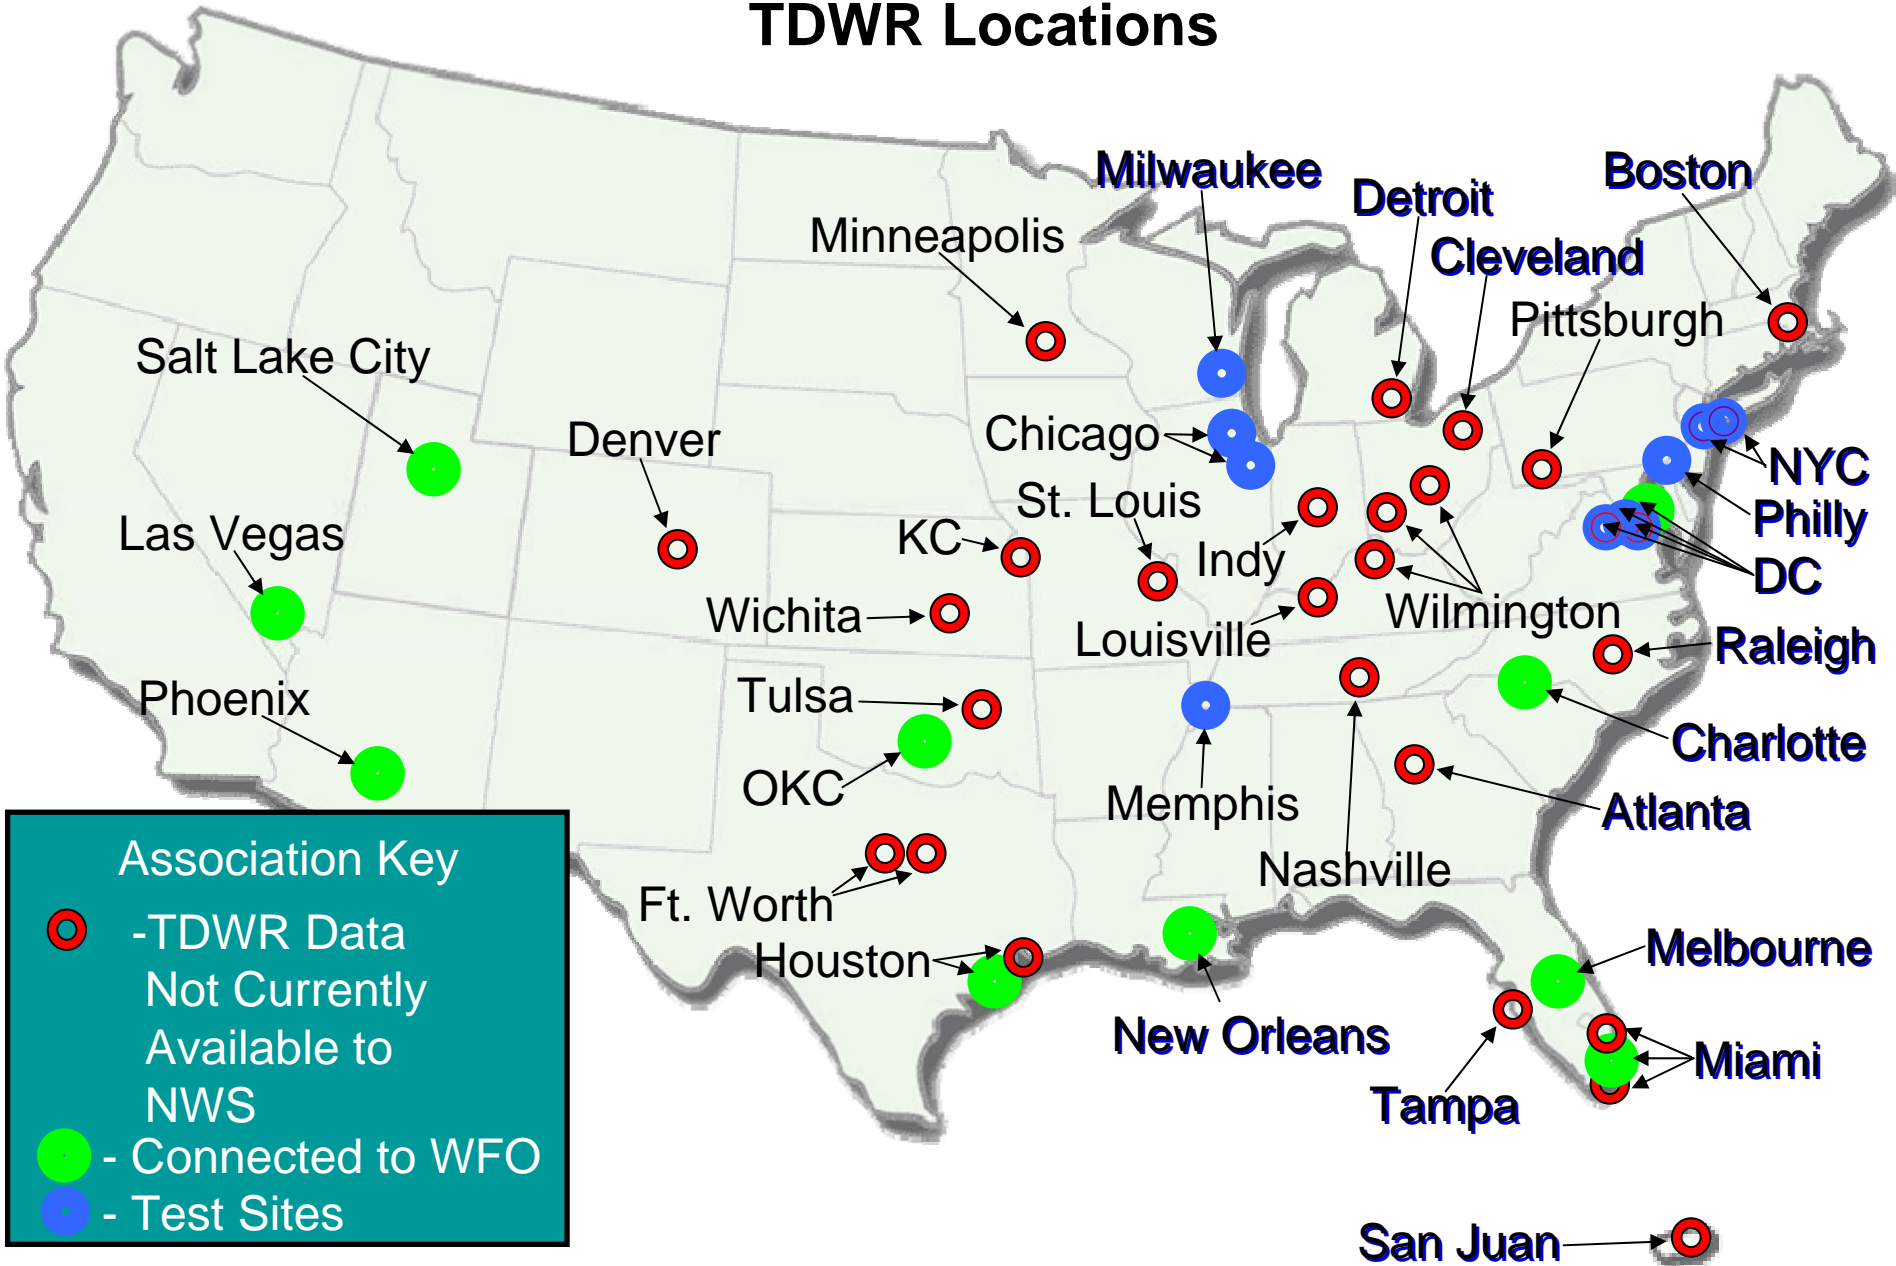 TDWR Locations
Milwaukee
Boston
Detroit
Minneapolis
Cleveland
Pittsburgh
Salt Lake City
Denver
Chicago
NYC
St. Louis
Philly
Las Vegas
KC
Indy
DC
Wichita
Wilmington
Louisville
Raleigh
Phoenix
Tulsa
Charlotte
OKC
Memphis
Atlanta
Nashville
Ft. Worth
Houston
Melbourne
New Orleans
Miami
Tampa
San Juan
Association Key
-TDWR Data
Not Currently
Available to
NWS
- Connected to WFO
- Test Sites